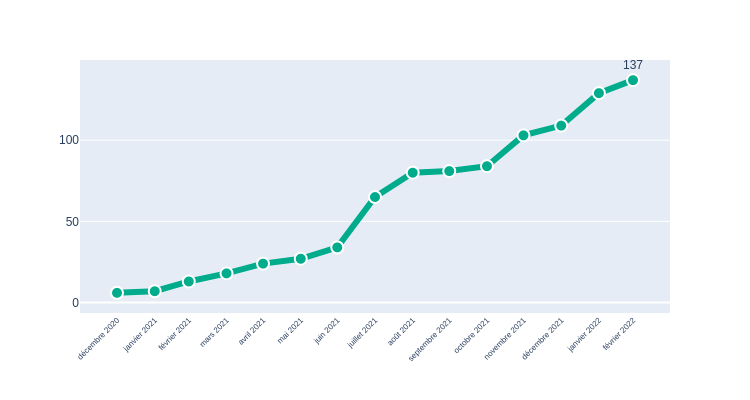 137
100
50
0
décembre 2020
janvier 2021
février 2021
mars 2021
avril 2021
mai 2021
juin 2021
juillet 2021
août 2021
septembre 2021
octobre 2021
novembre 2021
décembre 2021
janvier 2022
février 2022